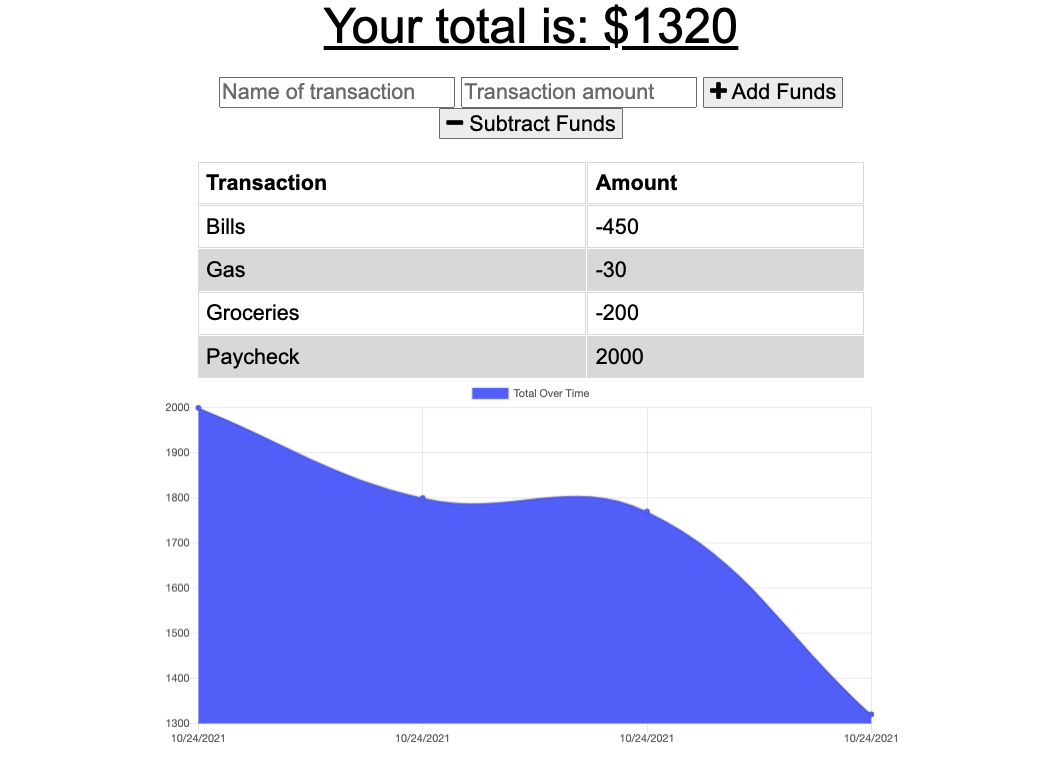 Your total is: $1320
Name of transaction Transaction amount Add Funds
Subtract Funds
Transaction Amount
Bills -450
Gas -30
Groceries -200
Paycheck 2000
Total Over Time
2000
1900
1800
1700
1600
1500
1400
1300
10/24/2021 10/24/2021 10/24/2021 10/24/2021